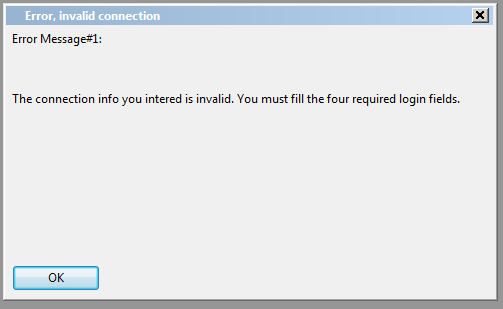 Error, invalid connection
Error Message#1:
The connection info you intered is invalid. You must fill the four required login fields.
OK